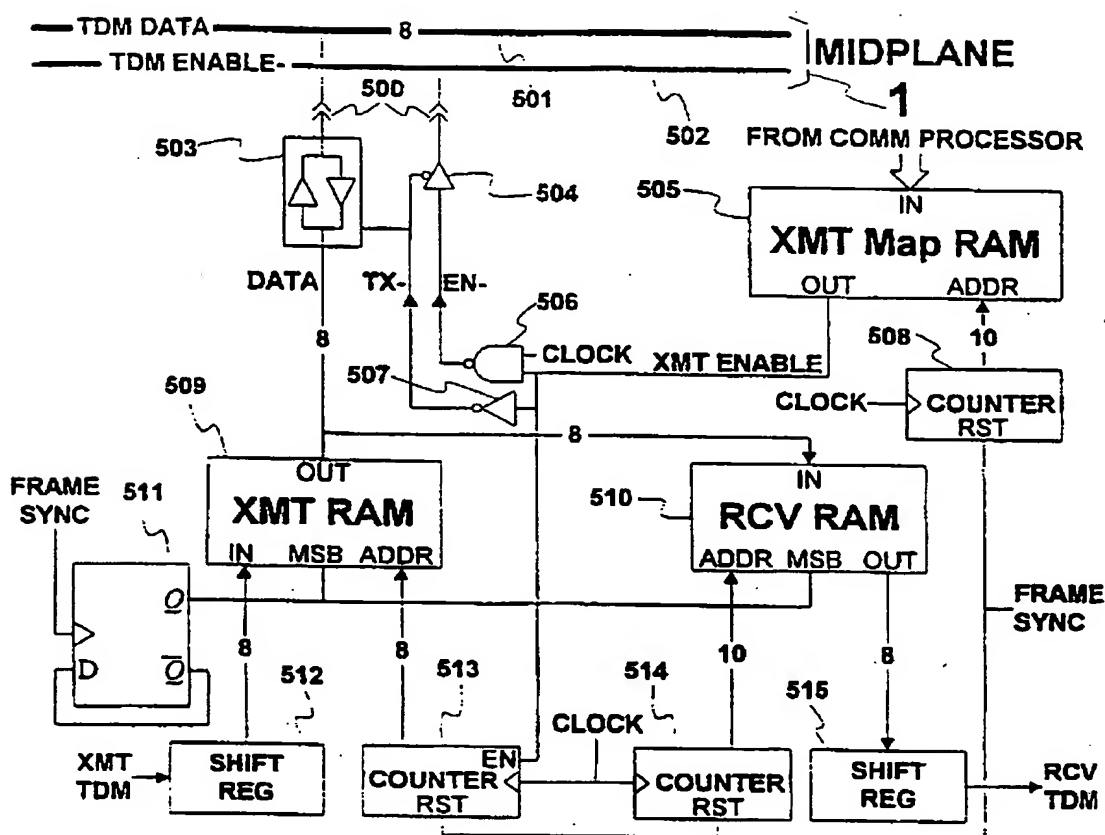 TDM DATA 8
TDM ENABLE-
MIDPLANE
1
500
501
502
FROM COMM PROCESSOR
503
504
505
IN
XMT Map RAM
OUT ADDR
DATA TX- EN-
506
10
508
8
CLOCK
XMT ENABLE
507
CLOCK
COUNTER
RST
509
8
OUT
XMT RAM
IN MSB ADDR
510
IN
RCV RAM
ADDR MSB OUT
FRAME
SYNC
511
Q
D Q
FRAME
SYNC
8
8
10
8
512
513
514
515
CLOCK
XMT
TDM
SHIFT
REG
EN
COUNTER
RST
COUNTER
RST
SHIFT
REG
RCV
TDM